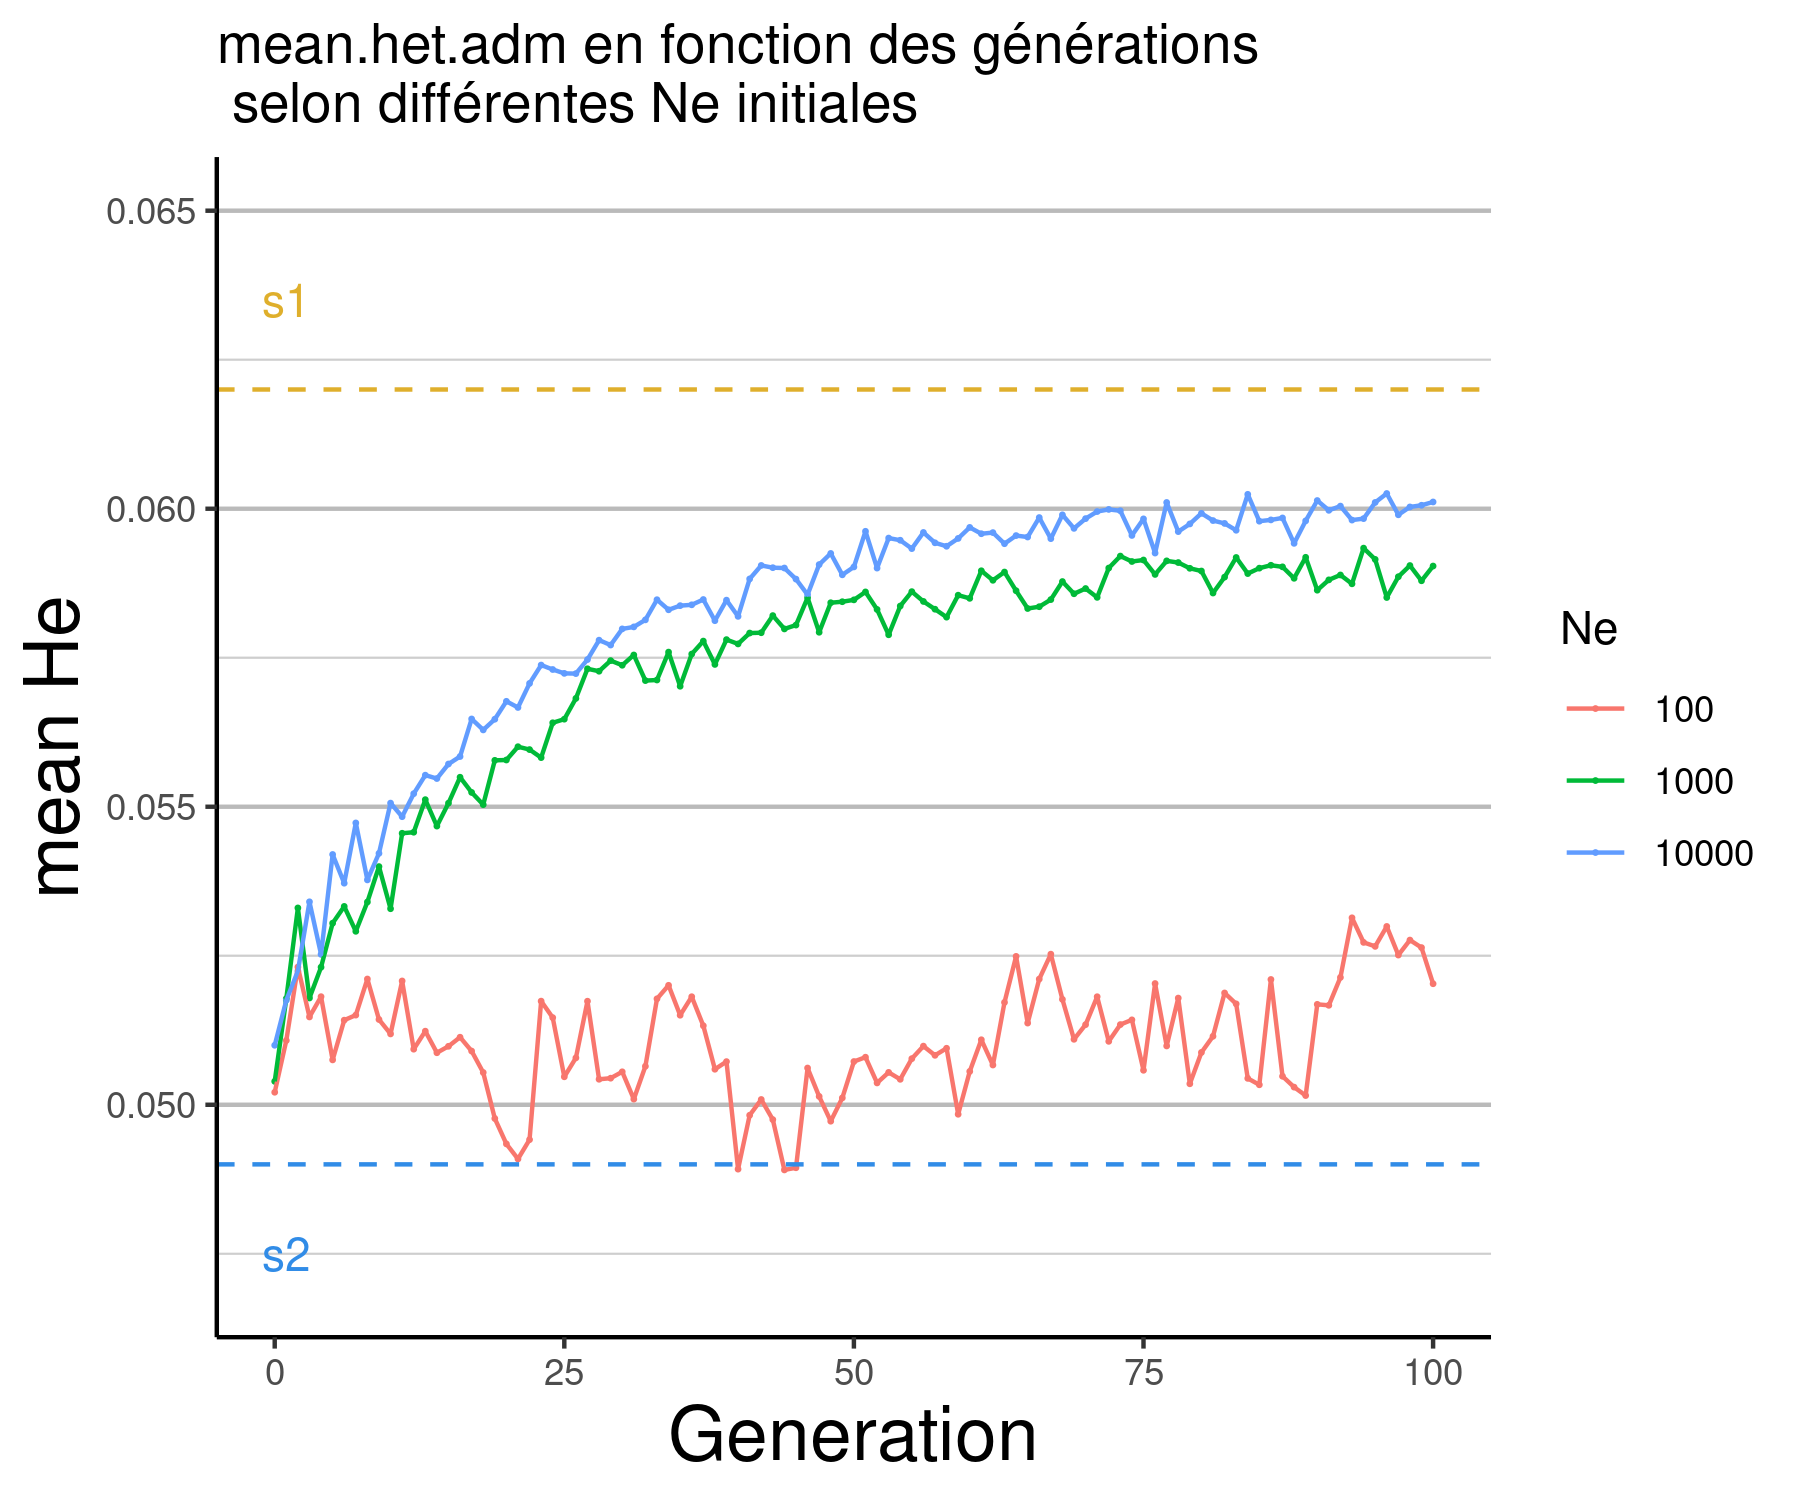 mean.het.adm en fonction des générations
selon différentes Ne initiales
0.065
s1
0.060
0.055
0.050
s2
mean He
0
25
50
75
100
Generation
Ne
100
1000
10000